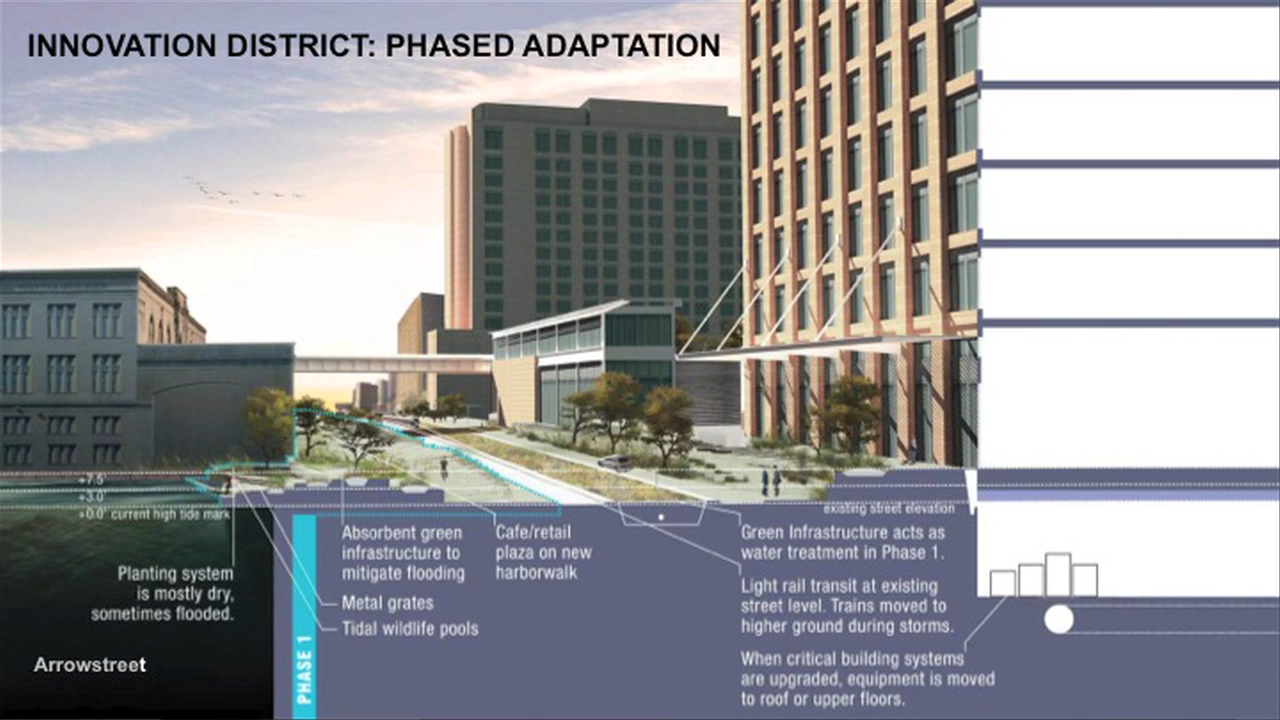 INNOVATION DISTRICT: PHASED ADAPTATION
+7.5'
+3.0'
+0.0' current high tide mark
existing street elevation
Planting system
is mostly dry,
sometimes flooded.
Absorbent green
infrastructure to
mitigate flooding
Metal grates
Tidal wildlife pools
Cafe/retail
plaza on new
harborwalk
Green Infrastructure acts as
water treatment in Phase 1.
Light rail transit at existing
street level. Trains moved to
higher ground during storms.
When critical building systems
are upgraded, equipment is moved
to roof or upper floors.
PHASE 1
Arrowstreet